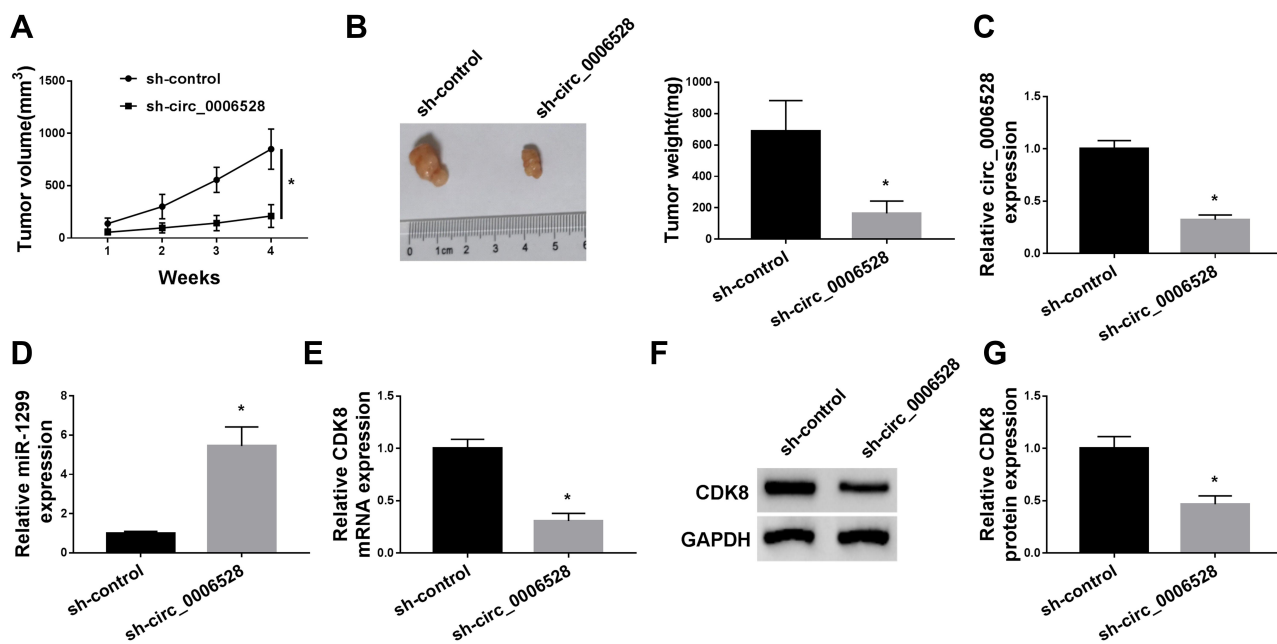 A
Tumor volume(mm³)
1500
1000
500
0
sh-control
sh-circ_0006528
*
1 2 3 4
Weeks
B
sh-control
sh-circ_0006528
0 1cm 2 3 4 5 6
Tumor weight(mg)
1000
800
600
400
200
0
*
sh-control
sh-circ_0006528
C
Relative circ_0006528
expression
1.5
1.0
0.5
0.0
*
sh-control
sh-circ_0006528
D
Relative miR-1299
expression
8
6
4
2
0
*
sh-control
sh-circ_0006528
E
Relative CDK8
mRNA expression
1.5
1.0
0.5
0.0
*
sh-control
sh-circ_0006528
F
sh-control
sh-circ_0006528
CDK8
GAPDH
G
Relative CDK8
protein expression
1.5
1.0
0.5
0.0
*
sh-control
sh-circ_0006528